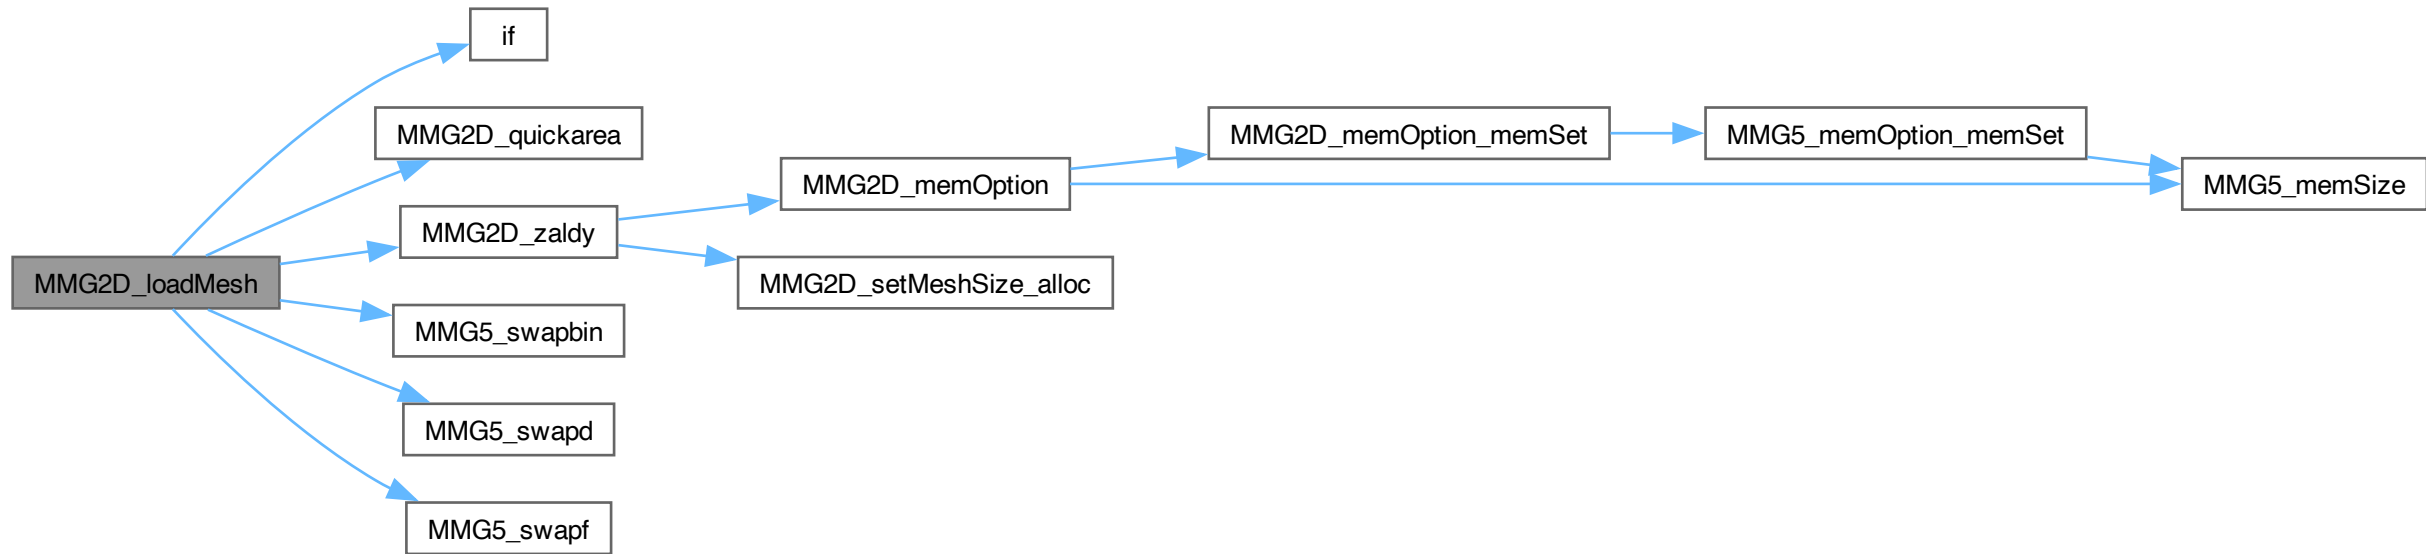 if
MMG2D_quickarea
MMG2D_memOption_memSet
MMG5_memOption_memSet
MMG2D_memOption
MMG5_memSize
MMG2D_zaldy
MMG2D_loadMesh
MMG2D_setMeshSize_alloc
MMG5_swapbin
MMG5_swapd
MMG5_swapf